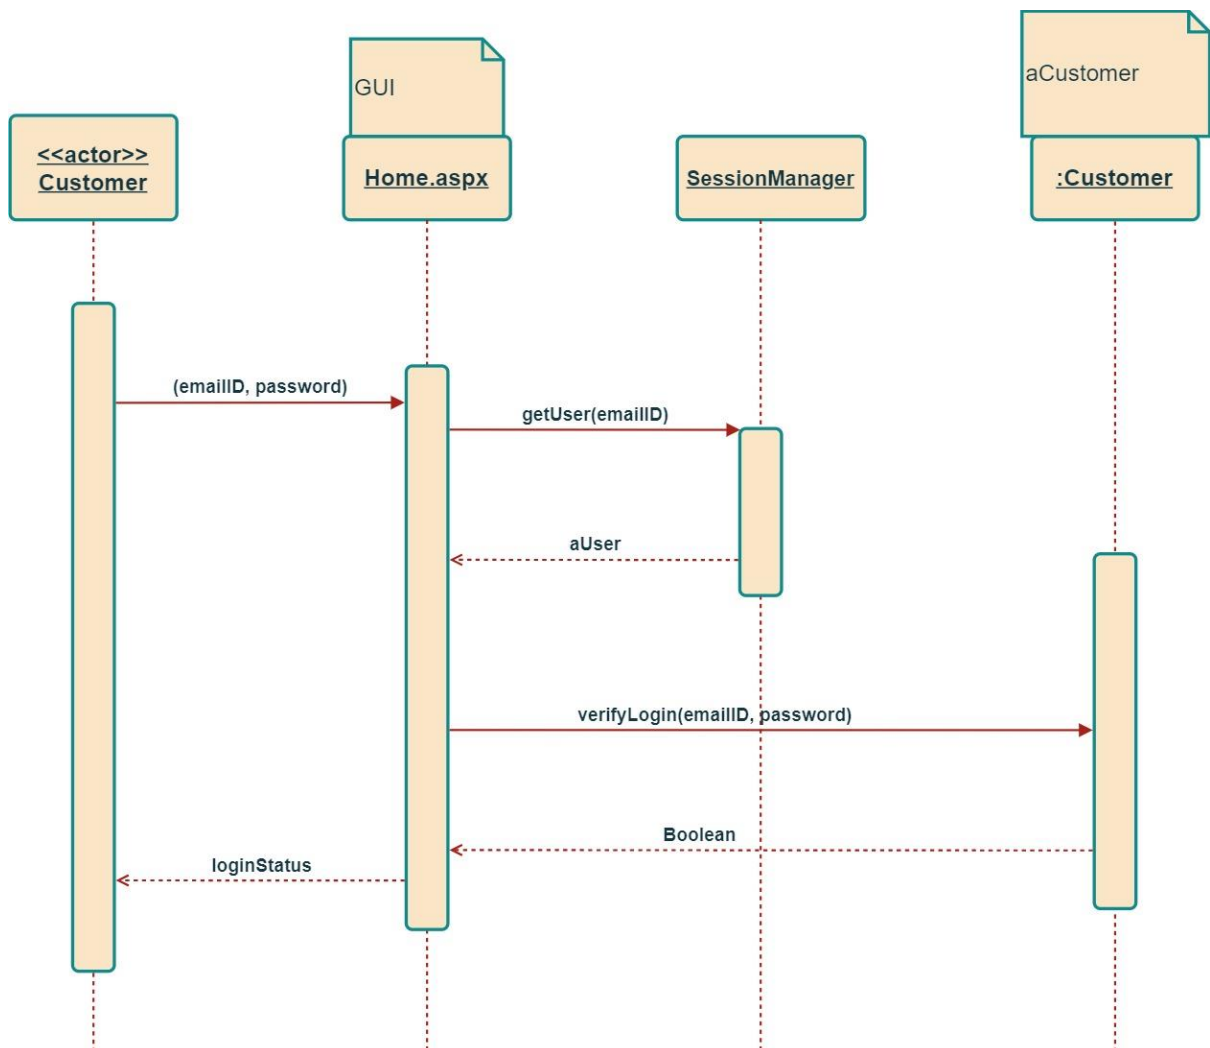 GUI
aCustomer
<<actor>>
Customer
Home.aspx
SessionManager
:Customer
(emailID, password)
getUser(emailID)
aUser
verifyLogin(emailID, password)
Boolean
loginStatus